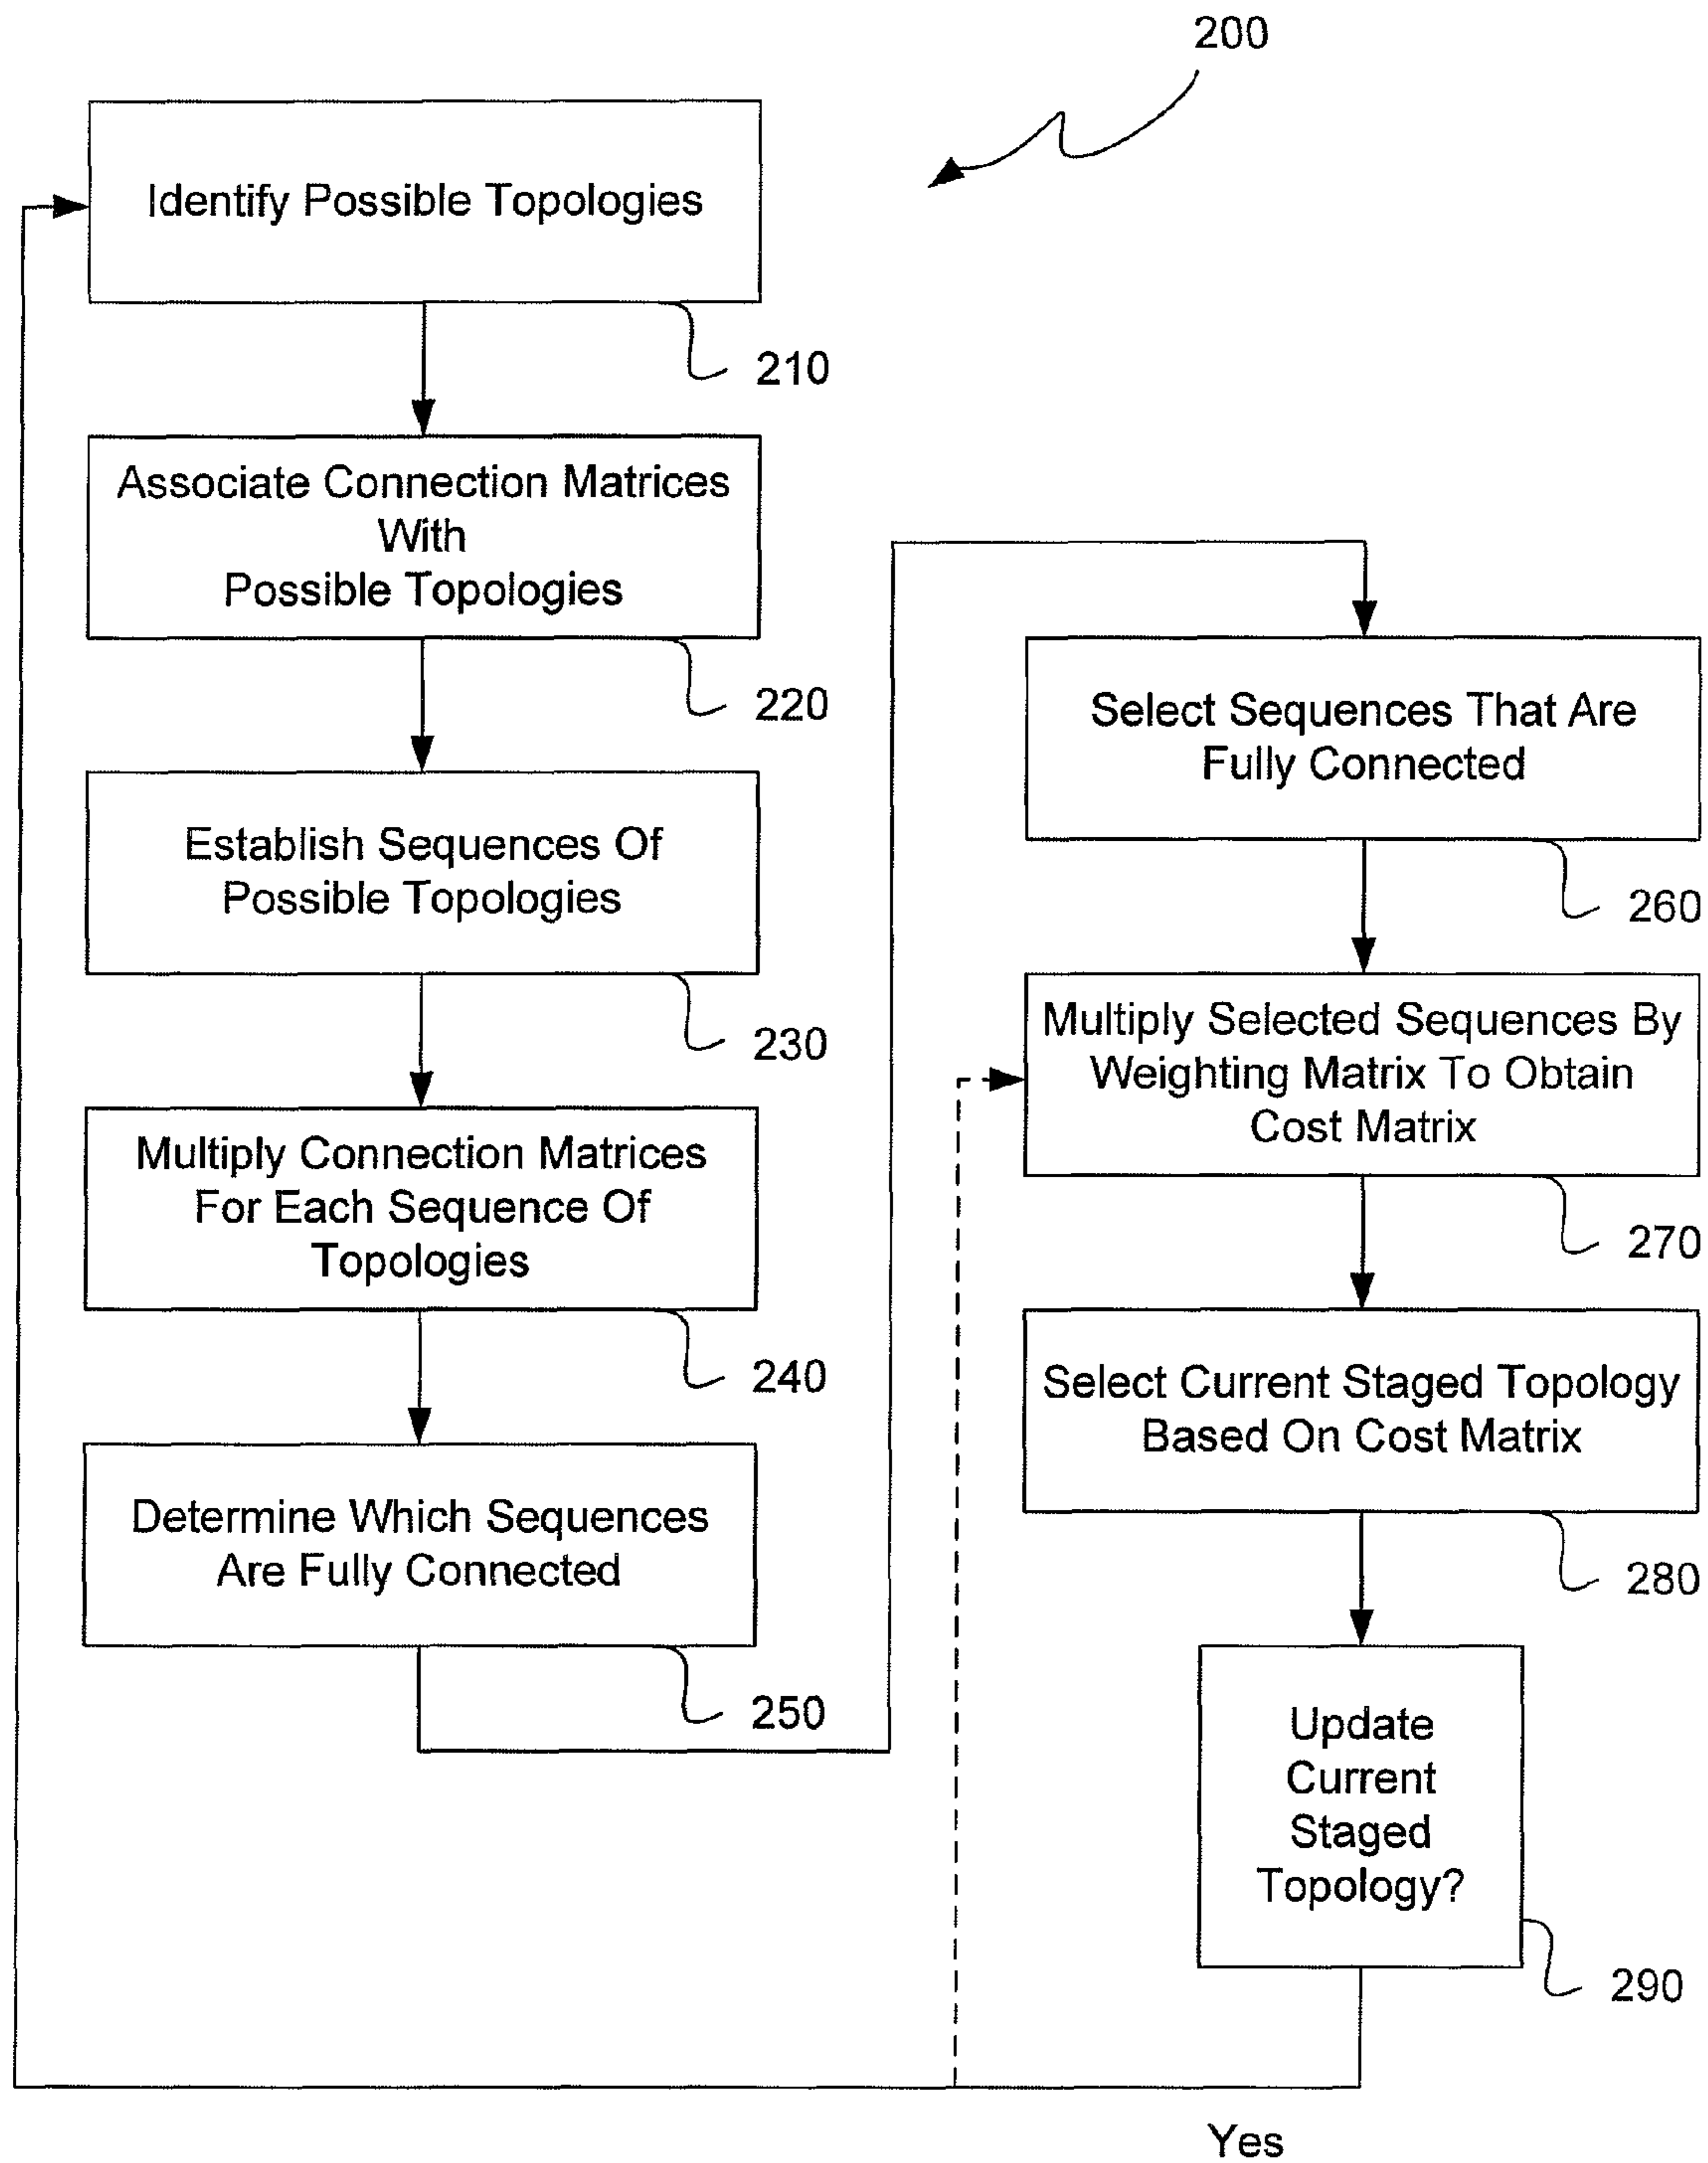 200
Identify Possible Topologies
210
Associate Connection Matrices
With
Possible Topologies
220
Establish Sequences Of
Possible Topologies
230
Multiply Connection Matrices
For Each Sequence Of
Topologies
240
Determine Which Sequences
Are Fully Connected
250
Select Sequences That Are
Fully Connected
260
Multiply Selected Sequences By
Weighting Matrix To Obtain
Cost Matrix
270
Select Current Staged Topology
Based On Cost Matrix
280
Update
Current
Staged
Topology?
290
Yes